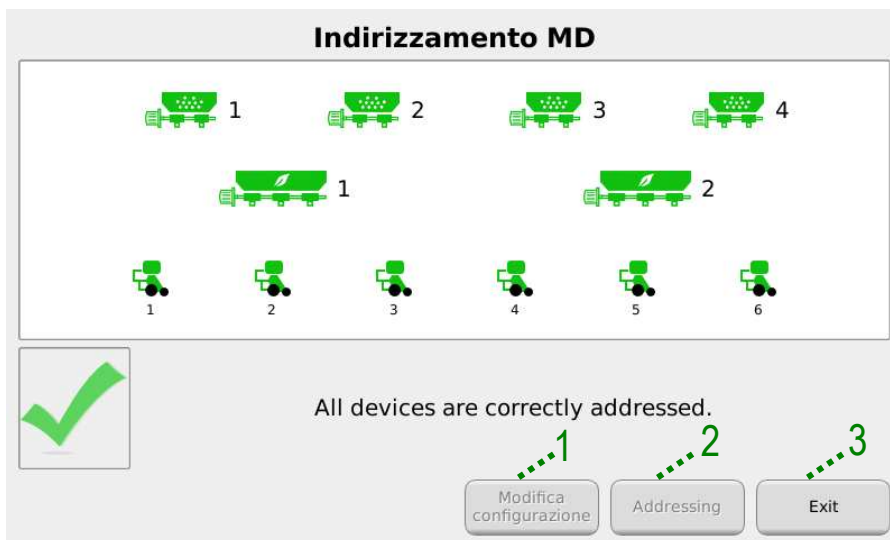 Indirizzamento MD
1 2 3 4
1 2
1 2 3 4 5 6
All devices are correctly addressed.
1 2 3
Modifica
configurazione
Addressing
Exit